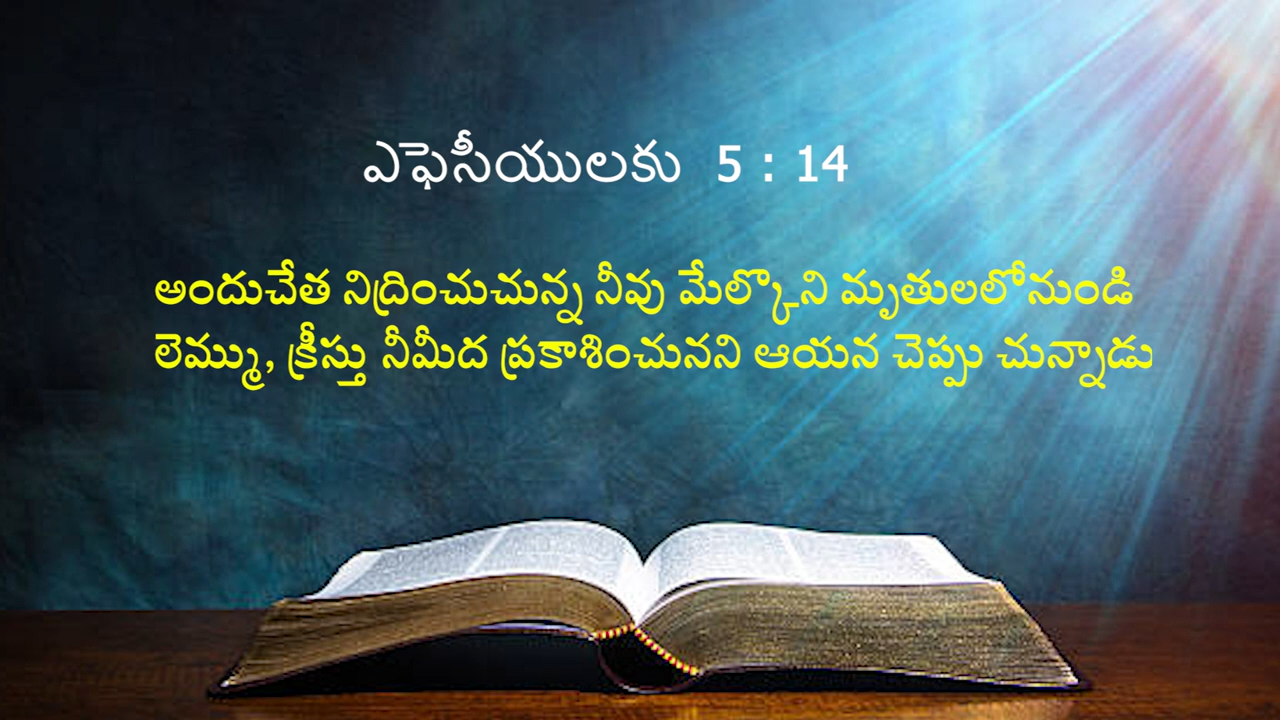 ఎఫెసీయులకు 5 : 14
అందుచేత నిద్రించుచున్న నీవు మేల్కొని మృతులలోనుండి
లెమ్ము, క్రీస్తు నీమీద ప్రకాశించునని ఆయన చెప్పు చున్నాడు